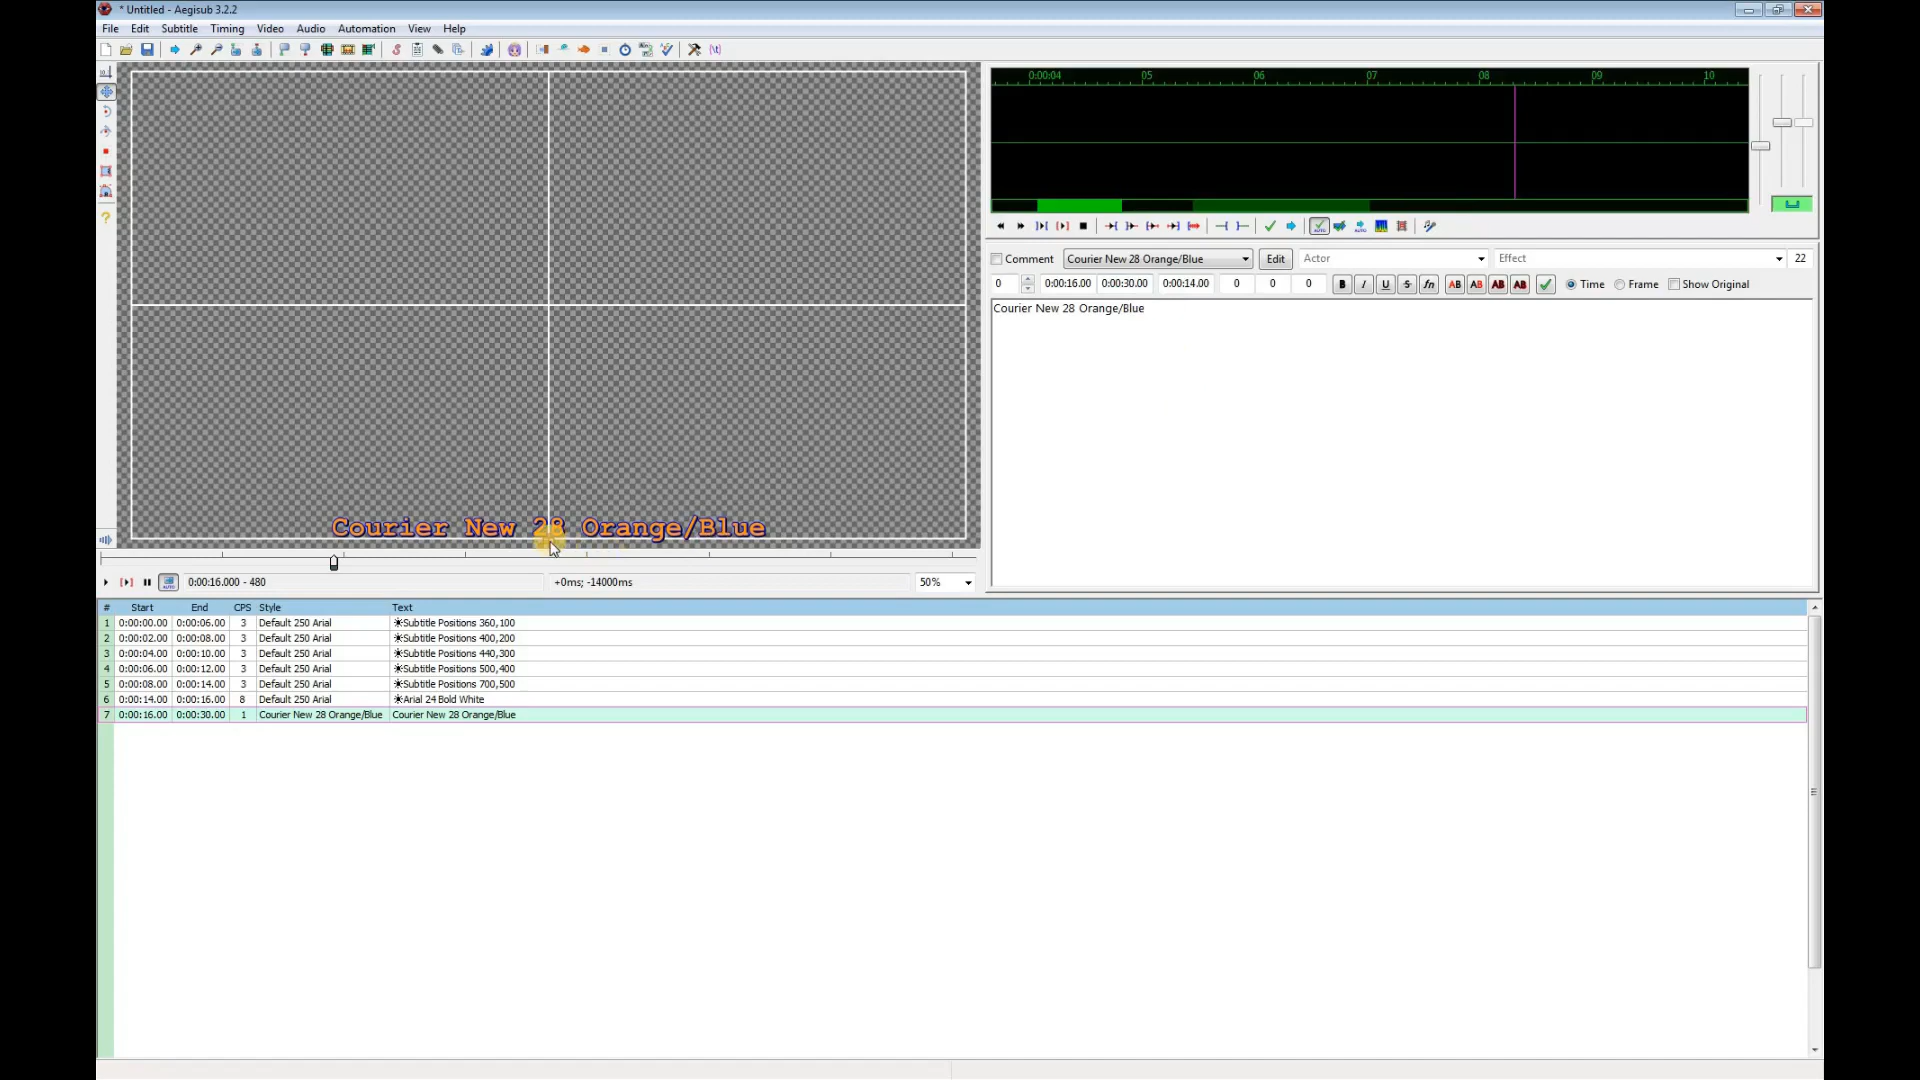 * Untitled - Aegisub 3.2.2
File Edit Subtitle Timing Video Audio Automation View Help
0:00:04 05 06 07 08 09 10
Comment Courier New 28 Orange/Blue Edit Actor Effect 22
0 0:00:16.00 0:00:30.00 0:00:14.00 0 0 0 B I U S fn AB AB AB AB Time Frame Show Original
Courier New 28 Orange/Blue
Courier New 28 Orange/Blue
0:00:16.000 - 480 +0ms; -14000ms 50%
# Start End CPS Style Text
1 0:00:00.00 0:00:06.00 3 Default 250 Arial ☀Subtitle Positions 360,100
2 0:00:02.00 0:00:08.00 3 Default 250 Arial ☀Subtitle Positions 400,200
3 0:00:04.00 0:00:10.00 3 Default 250 Arial ☀Subtitle Positions 440,300
4 0:00:06.00 0:00:12.00 3 Default 250 Arial ☀Subtitle Positions 500,400
5 0:00:08.00 0:00:14.00 3 Default 250 Arial ☀Subtitle Positions 700,500
6 0:00:14.00 0:00:16.00 8 Default 250 Arial ☀Arial 24 Bold White
7 0:00:16.00 0:00:30.00 1 Courier New 28 Orange/Blue Courier New 28 Orange/Blue